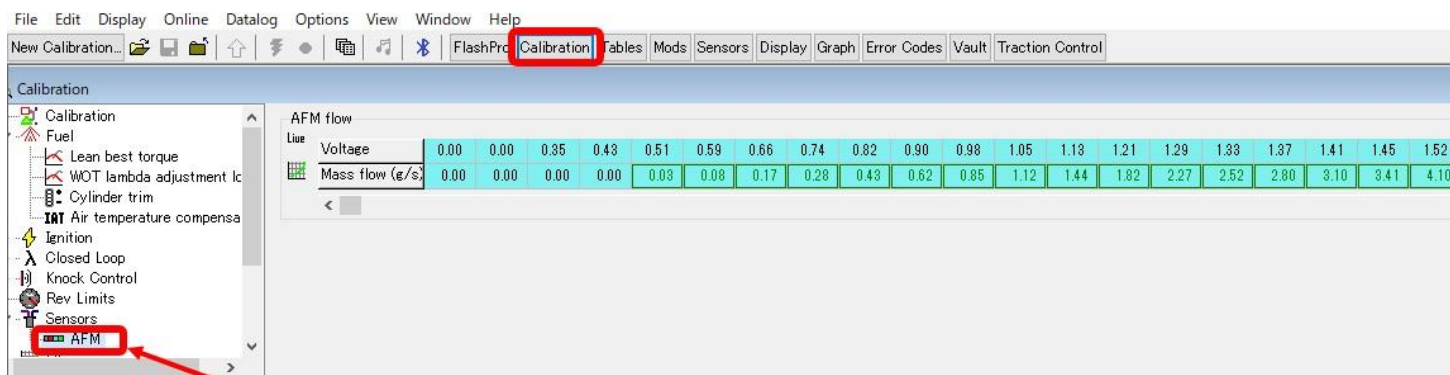 File Edit Display Online Datalog Options View Window Help
New Calibration... FlashPro Calibration Tables Mods Sensors Display Graph Error Codes Vault Traction Control
Calibration
Calibration
Fuel
Lean best torque
WOT lambda adjustment lc
Cylinder trim
IAT Air temperature compensa
Ignition
λ Closed Loop
Knock Control
Rev Limits
Sensors
AFM
AFM flow
Live
Voltage 0.00 0.00 0.35 0.43 0.51 0.59 0.66 0.74 0.82 0.90 0.98 1.05 1.13 1.21 1.29 1.33 1.37 1.41 1.45 1.52
Mass flow (g/s) 0.00 0.00 0.00 0.00 0.03 0.08 0.17 0.28 0.43 0.62 0.85 1.12 1.44 1.82 2.27 2.52 2.80 3.10 3.41 4.10